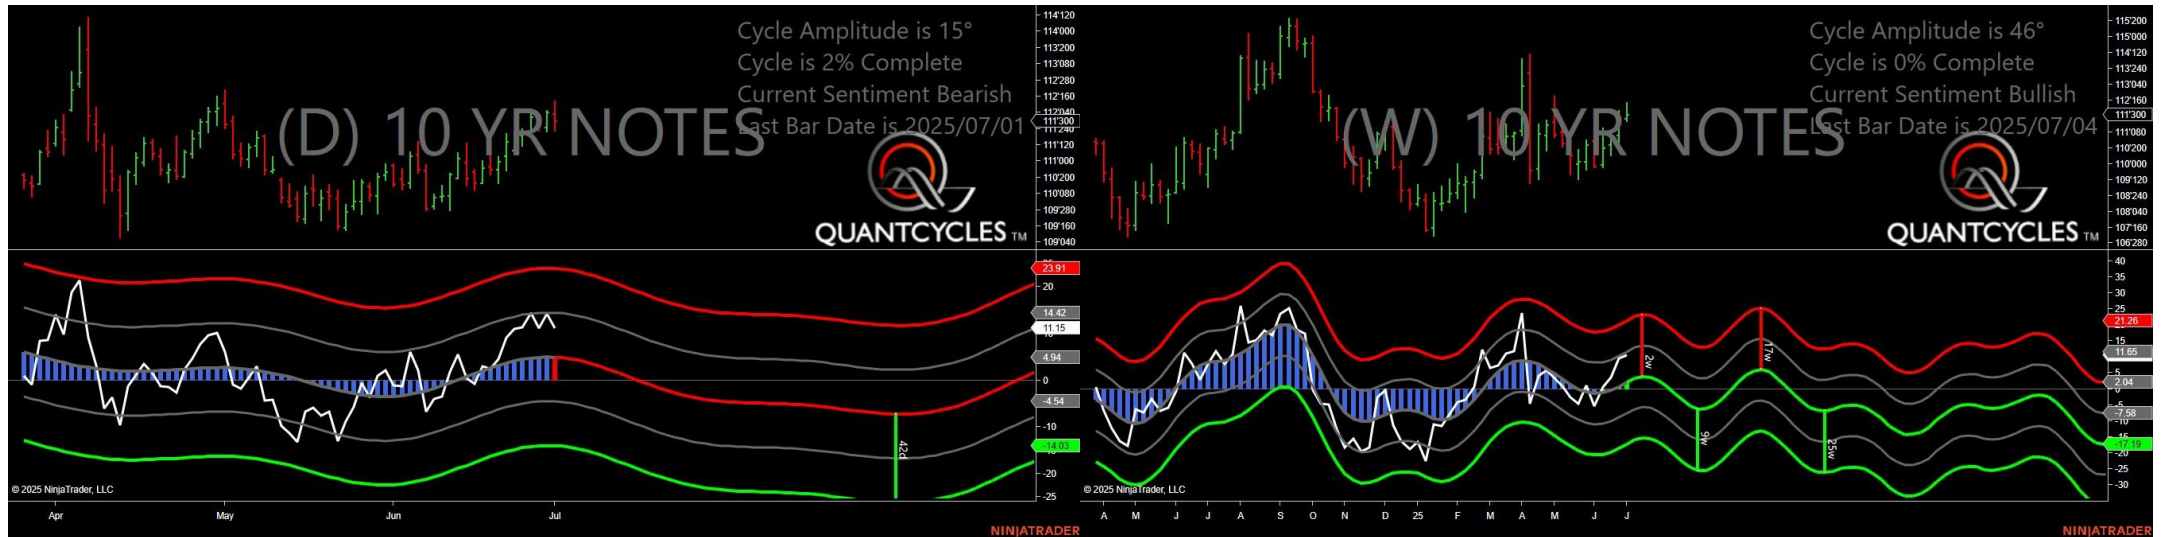 Cycle Amplitude is 15°
Cycle is 2% Complete
Current Sentiment Bearish
Last Bar Date is 2025/07/01
(D) 10 YR NOTES
QUANTCYCLES TM
114'120
114'000
113'200
113'080
112'280
112'160
112'040
111'300
111'240
111'120
111'000
110'200
110'080
109'280
109'160
109'040
23.91
20
14.42
11.15
4.94
0
-4.54
-10
-14.03
-20
-25
42d
© 2025 NinjaTrader, LLC
Apr May Jun Jul
NINJATRADER
Cycle Amplitude is 46°
Cycle is 0% Complete
Current Sentiment Bullish
Last Bar Date is 2025/07/04
(W) 10 YR NOTES
QUANTCYCLES TM
115'200
115'000
114'120
113'240
113'040
112'160
111'300
111'080
110'200
110'000
109'120
108'240
108'040
107'160
106'280
40
35
30
25
21.26
15
11.65
5
2.04
-5
-7.58
-10
-17.19
-20
-25
-30
2w
17w
9w
25w
© 2025 NinjaTrader, LLC
A M J J A S O N D 25 F M A M J J
NINJATRADER